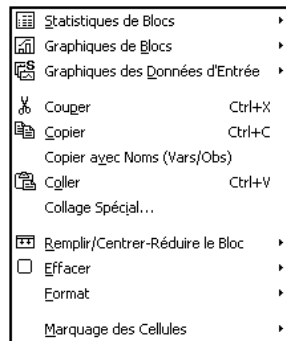 Statistiques de Blocs
Graphiques de Blocs
Graphiques des Données d'Entrée
Couper Ctrl+X
Copier Ctrl+C
Copier avec Noms (Vars/Obs)
Coller Ctrl+V
Collage Spécial...
Remplir/Centrer-Réduire le Bloc
Effacer
Format
Marquage des Cellules